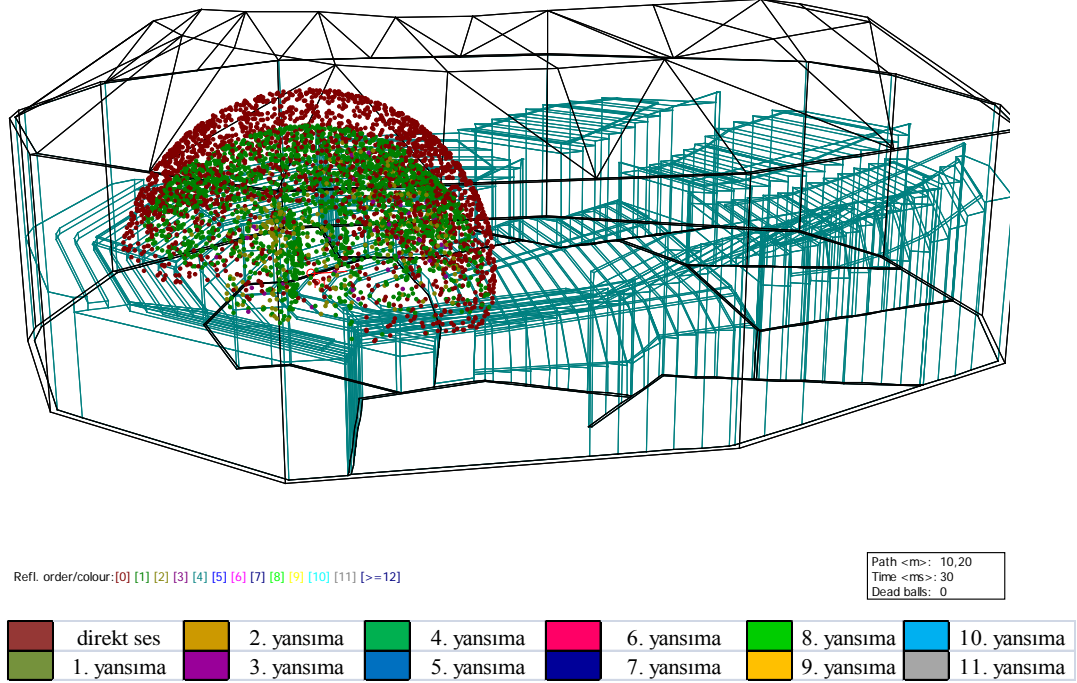 Refl. order/colour:[0] [1] [2] [3] [4] [5] [6] [7] [8] [9] [10] [11] [>=12]
Path <m>: 10,20
Time <ms>: 30
Dead balls: 0
direkt ses 2. yansıma 4. yansıma 6. yansıma 8. yansıma 10. yansıma
1. yansıma 3. yansıma 5. yansıma 7. yansıma 9. yansıma 11. yansıma